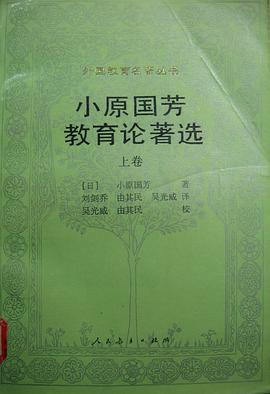 外国教育名著丛书
小原国芳
教育论著选
上卷
〔日〕 小原国芳 著
刘剑乔 由其民 吴光威 译
吴光威 由其民 校
人民教育出版社